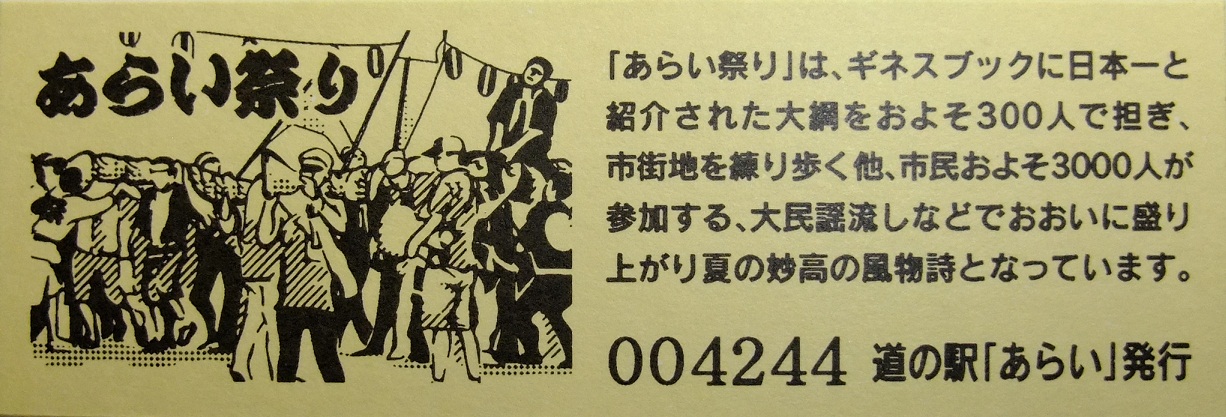 あらい祭り
「あらい祭り」は、ギネスブックに日本一と
紹介された大綱をおよそ300人で担ぎ、
市街地を練り歩く他、市民およそ3000人が
参加する、大民謡流しなどでおおいに盛り
上がり夏の妙高の風物詩となっています。
004244 道の駅「あらい」発行